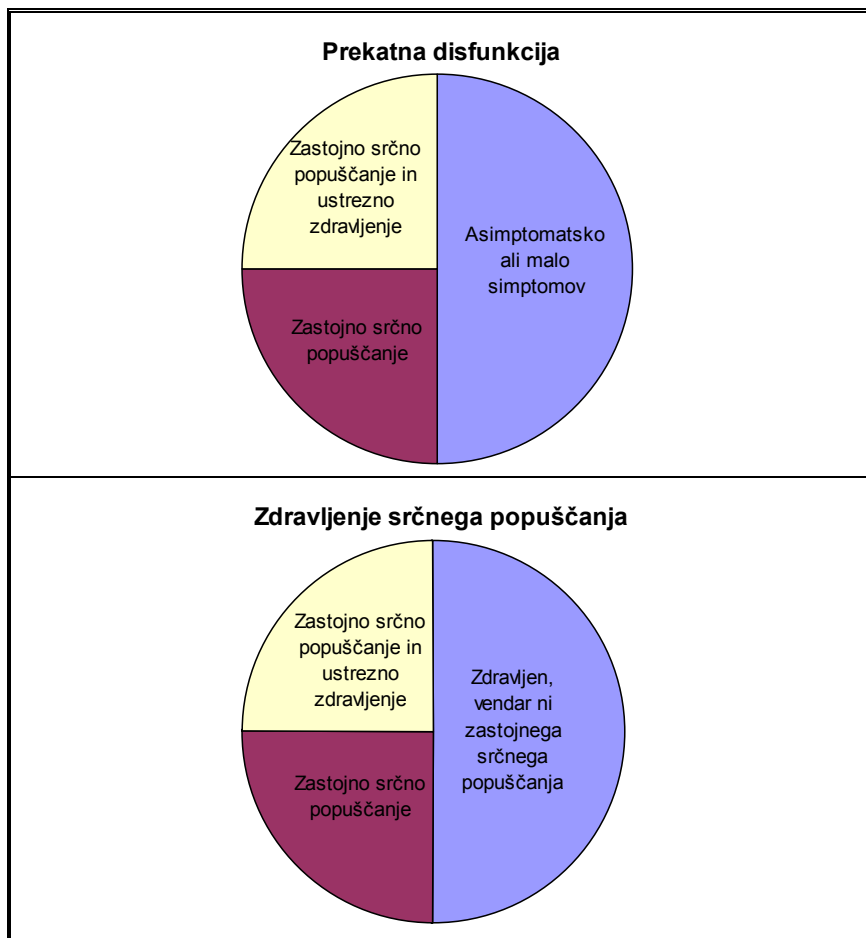 Prekatna disfunkcija
Zastojno srčno
popuščanje in
ustrezno
zdravljenje
Asimptomatsko
ali malo
simptomov
Zastojno srčno
popuščanje
Zdravljenje srčnega popuščanja
Zastojno srčno
popuščanje in
ustrezno
zdravljenje
Zdravljen,
vendar ni
zastojnega
srčnega
popuščanja
Zastojno srčno
popuščanje